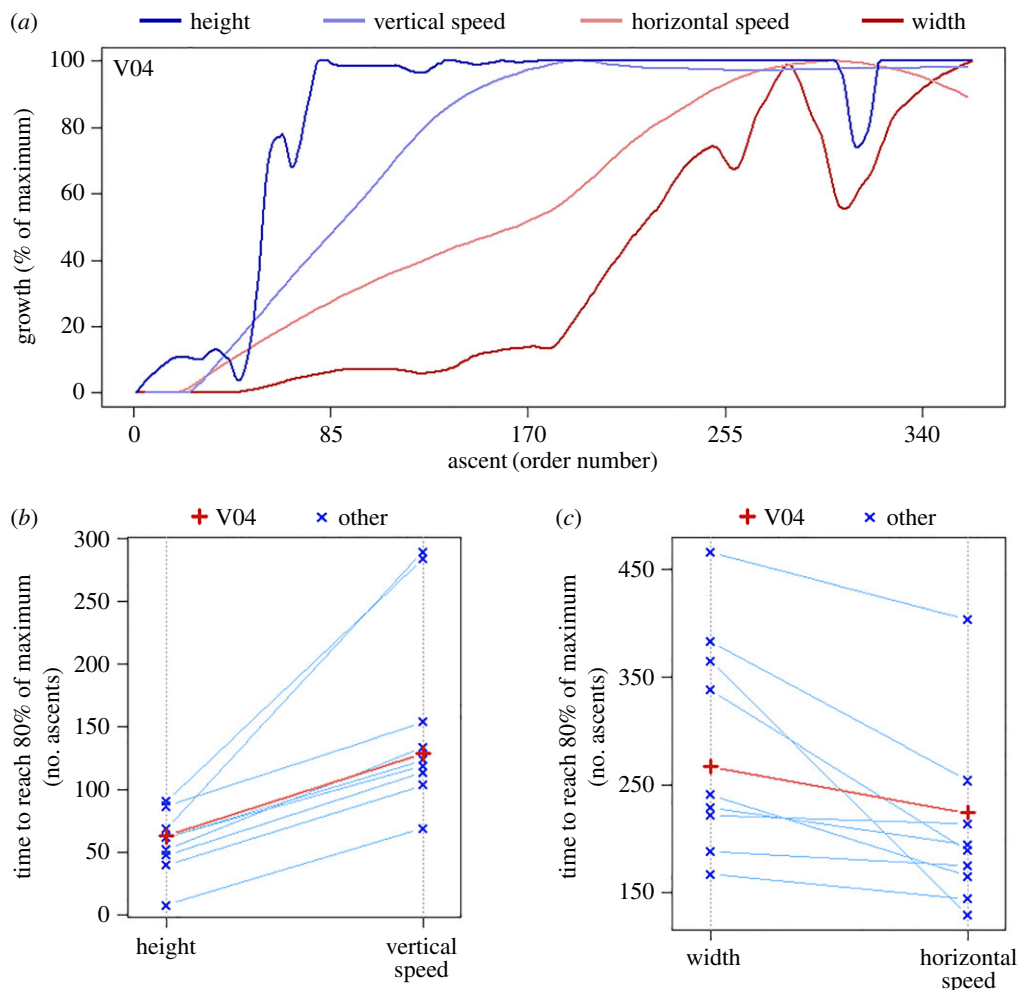 (a) height vertical speed horizontal speed width
V04
100
80
60
40
20
0
growth (% of maximum)
0 85 170 255 340
ascent (order number)
(b) V04 other
300
250
200
150
100
50
0
time to reach 80% of maximum
(no. ascents)
height vertical
speed
(c) V04 other
450
350
250
150
time to reach 80% of maximum
(no. ascents)
width horizontal
speed